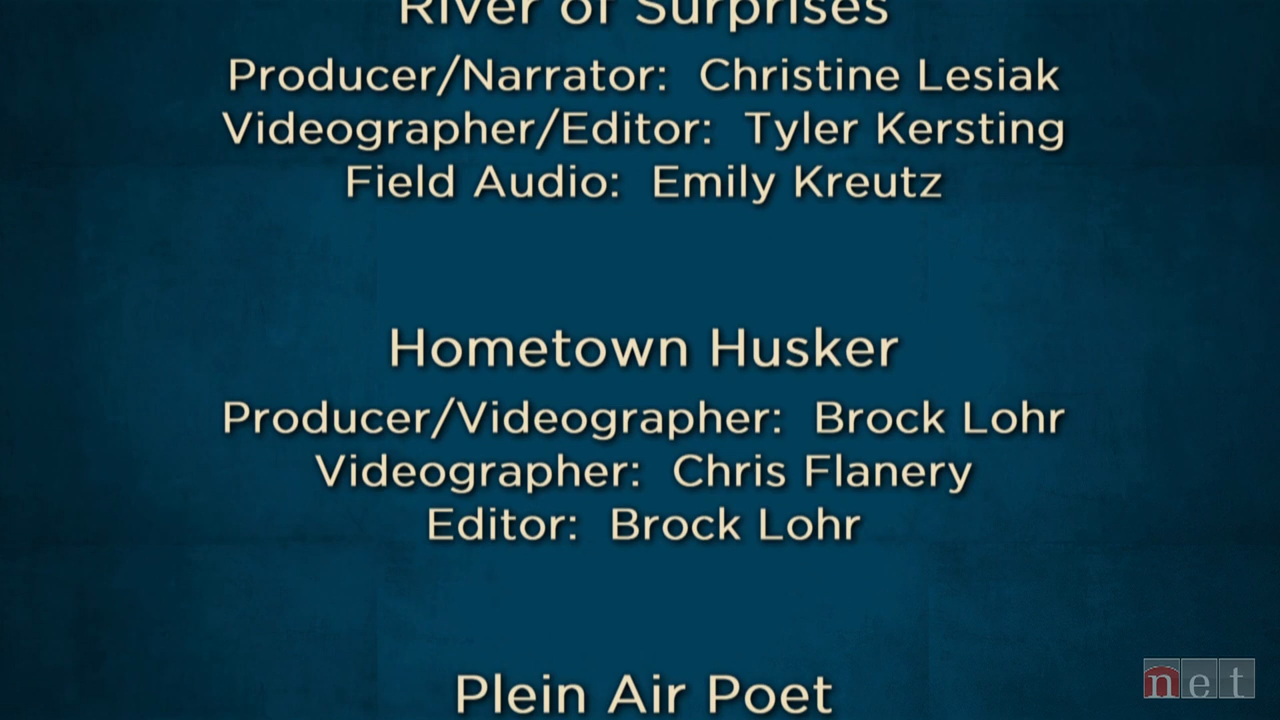 River of Surprises
Producer/Narrator: Christine Lesiak
Videographer/Editor: Tyler Kersting
Field Audio: Emily Kreutz
Hometown Husker
Producer/Videographer: Brock Lohr
Videographer: Chris Flanery
Editor: Brock Lohr
Plein Air Poet
net